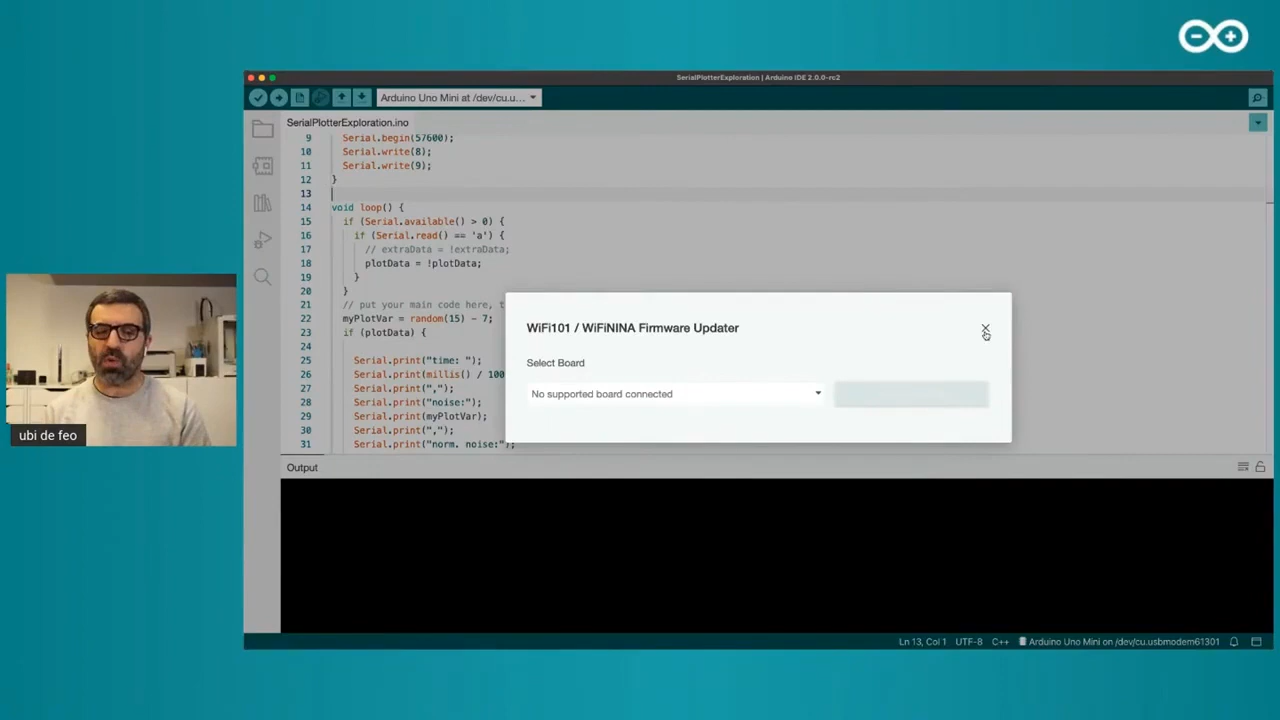 SerialPlotterExploration | Arduino IDE 2.0.0-rc2
Arduino Uno Mini at /dev/cu.u...
SerialPlotterExploration.ino
9 Serial.begin(57600);
10 Serial.write(8);
11 Serial.write(9);
12 }
13
14 void loop() {
15 if (Serial.available() > 0) {
16 if (Serial.read() == 'a') {
17 // extraData = !extraData;
18 plotData = !plotData;
19 }
20 }
21 // put your main code here, t
22 myPlotVar = random(15) - 7;
23 if (plotData) {
24
25 Serial.print("time: ");
26 Serial.print(millis() / 100
27 Serial.print(",");
28 Serial.print("noise:");
29 Serial.print(myPlotVar);
30 Serial.print(",");
31 Serial.print("norm. noise:");
WiFi101 / WiFiNINA Firmware Updater
Select Board
No supported board connected
ubi de feo
Output
Ln 13, Col 1 UTF-8 C++ Arduino Uno Mini on /dev/cu.usbmodem61301